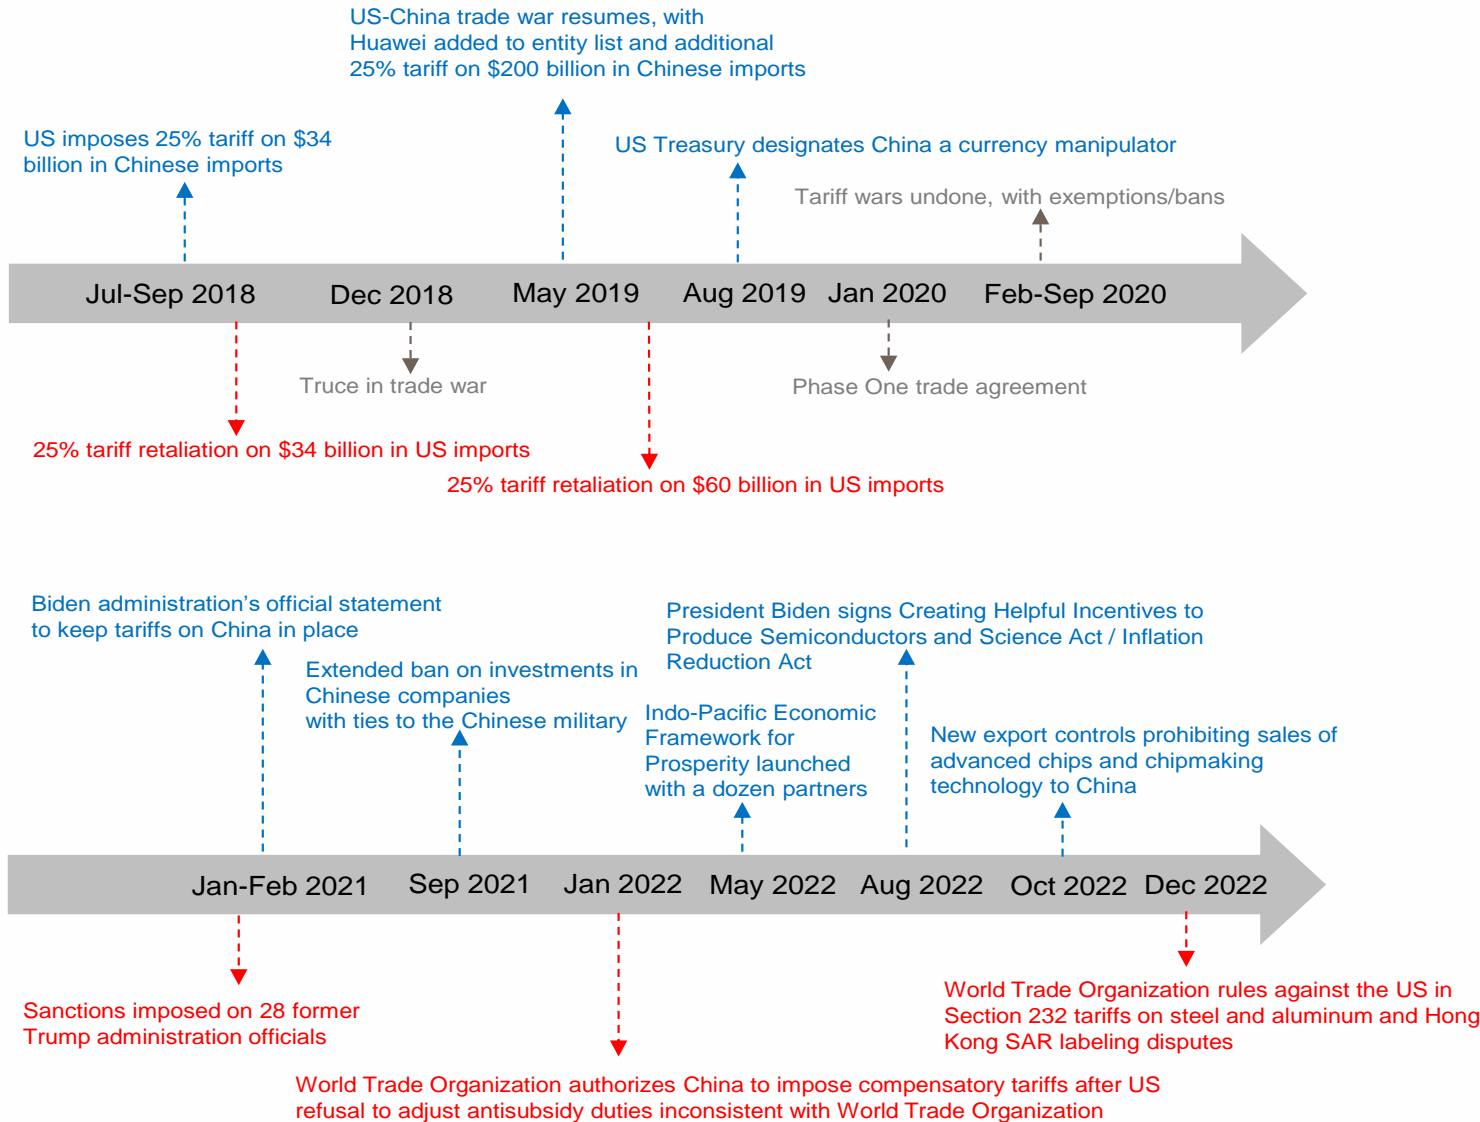 US-China trade war resumes, with
Huawei added to entity list and additional
25% tariff on $200 billion in Chinese imports
US imposes 25% tariff on $34
billion in Chinese imports
US Treasury designates China a currency manipulator
Tariff wars undone, with exemptions/bans
Jul-Sep 2018 Dec 2018 May 2019 Aug 2019 Jan 2020 Feb-Sep 2020
Truce in trade war
Phase One trade agreement
25% tariff retaliation on $34 billion in US imports
25% tariff retaliation on $60 billion in US imports
Biden administration’s official statement
to keep tariffs on China in place
Extended ban on investments in
Chinese companies
with ties to the Chinese military
President Biden signs Creating Helpful Incentives to
Produce Semiconductors and Science Act / Inflation
Reduction Act
Indo-Pacific Economic
Framework for
Prosperity launched
with a dozen partners
New export controls prohibiting sales of
advanced chips and chipmaking
technology to China
Jan-Feb 2021 Sep 2021 Jan 2022 May 2022 Aug 2022 Oct 2022 Dec 2022
Sanctions imposed on 28 former
Trump administration officials
World Trade Organization rules against the US in
Section 232 tariffs on steel and aluminum and Hong
Kong SAR labeling disputes
World Trade Organization authorizes China to impose compensatory tariffs after US
refusal to adjust antisubsidy duties inconsistent with World Trade Organization